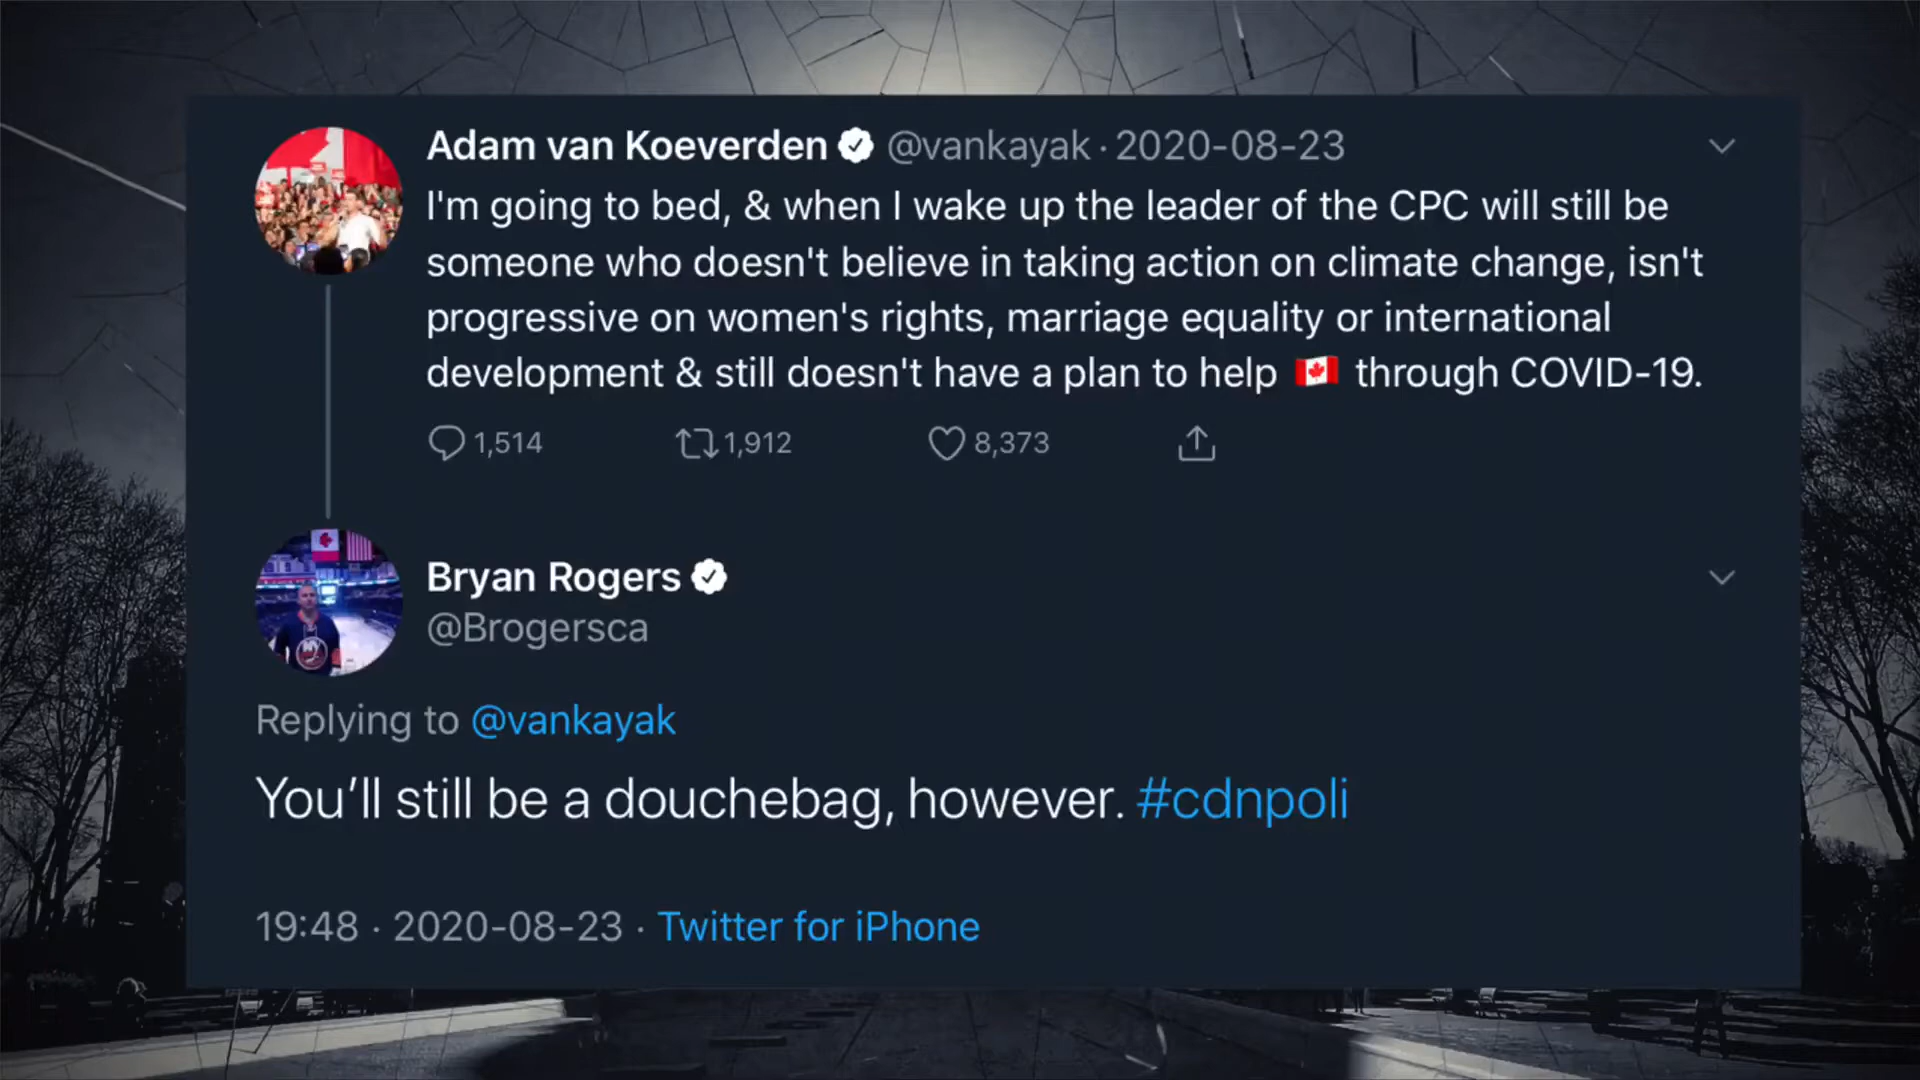 Adam van Koeverden @vankayak · 2020-08-23
I'm going to bed, & when I wake up the leader of the CPC will still be
someone who doesn't believe in taking action on climate change, isn't
progressive on women's rights, marriage equality or international
development & still doesn't have a plan to help 🇨🇦 through COVID-19.
1,514 1,912 8,373
Bryan Rogers
@Brogersca
NY
Replying to @vankayak
You’ll still be a douchebag, however. #cdnpoli
19:48 · 2020-08-23 · Twitter for iPhone